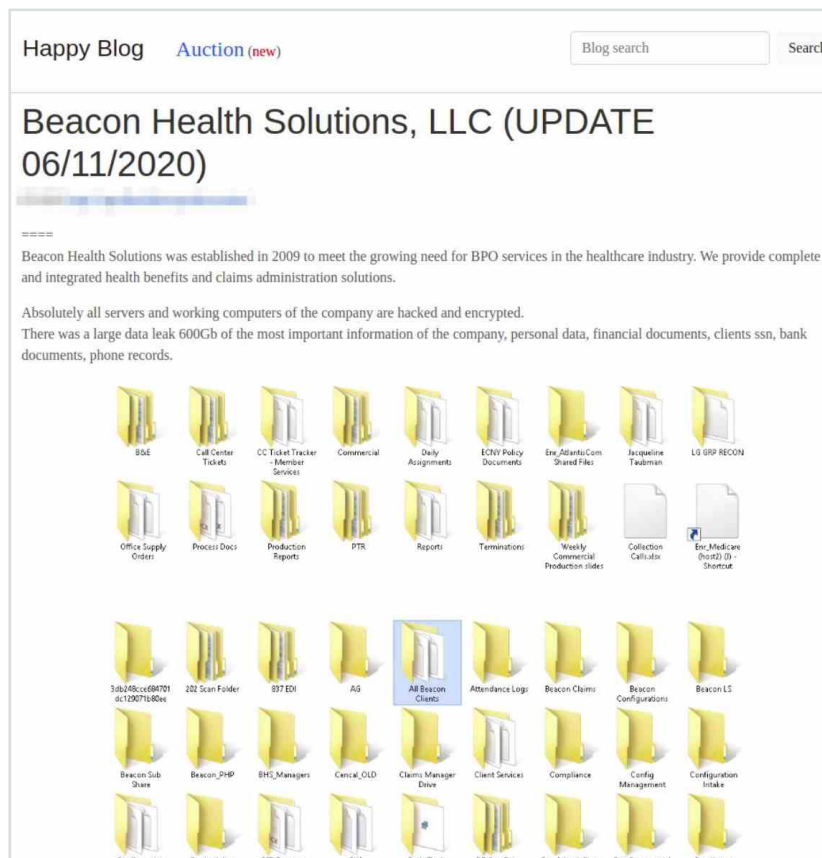 Happy Blog Auction (new) Blog search Search
Beacon Health Solutions, LLC (UPDATE
06/11/2020)
====
Beacon Health Solutions was established in 2009 to meet the growing need for BPO services in the healthcare industry. We provide complete
and integrated health benefits and claims administration solutions.
Absolutely all servers and working computers of the company are hacked and encrypted.
There was a large data leak 600Gb of the most important information of the company, personal data, financial documents, clients ssn, bank
documents, phone records.
B&E
Call Center
Tickets
CC Ticket Tracker
- Member
Services
Commercial
Daily
Assignments
ECNY Policy
Documents
Enr_AtlantisCom
Shared Files
Jacqueline
Taubman
LG GRP RECON
Office Supply
Orders
Process Docs
Production
Reports
PTR
Reports
Terminations
Weekly
Commercial
Production slides
Collection
Calls.xlsx
Enr_Medicare
(host2) (I) -
Shortcut
3db248cce684701
dc129071b80ee
202 Scan Folder
837 EDI
AG
All Beacon
Clients
Attendance Logs
Beacon Claims
Beacon
Configurations
Beacon LS
Beacon Sub
Share
Beacon_PHP
BHS_Managers
Cencal_OLD
Claims Manager
Drive
Client Services
Compliance
Config
Management
Configuration
Intake